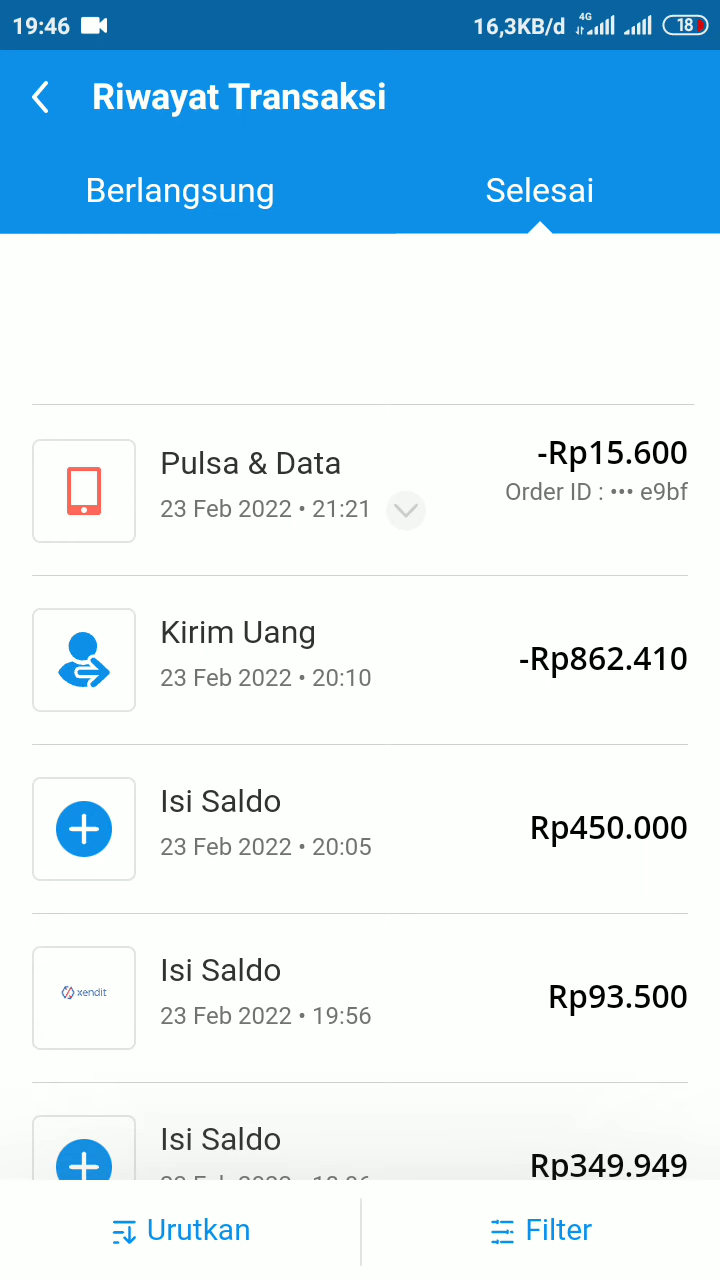 19:46 16,3KB/d 4G 18
Riwayat Transaksi
Berlangsung Selesai
Pulsa & Data -Rp15.600
23 Feb 2022 • 21:21 Order ID : ••• e9bf
Kirim Uang
23 Feb 2022 • 20:10 -Rp862.410
Isi Saldo
23 Feb 2022 • 20:05 Rp450.000
xendit
Isi Saldo
23 Feb 2022 • 19:56 Rp93.500
Isi Saldo
Rp349.949
Urutkan Filter